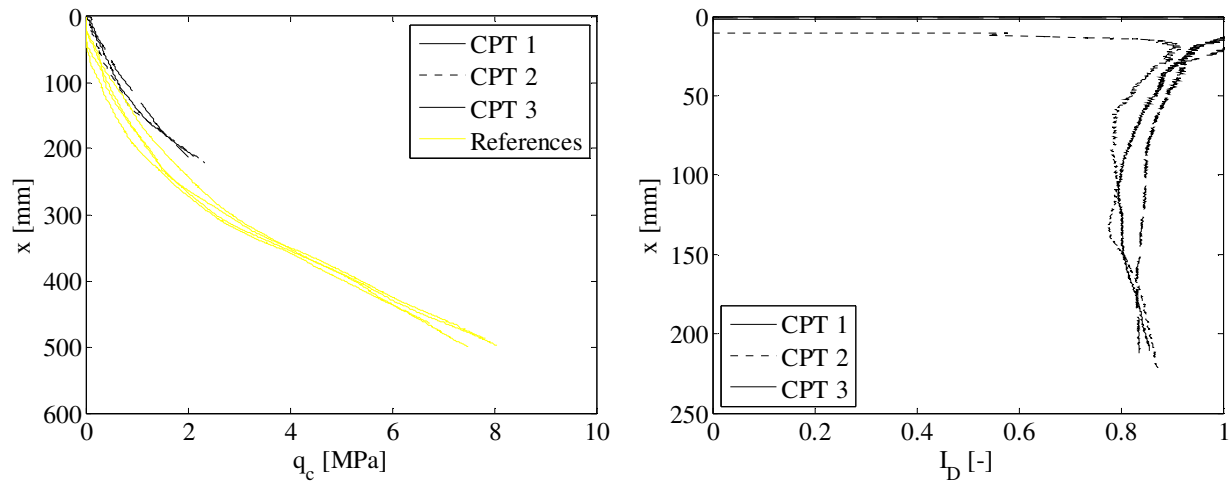 0
100
200
300
400
500
600
x [mm]
0 2 4 6 8 10
q_c [MPa]
CPT 1
CPT 2
CPT 3
References
0
50
100
150
200
250
x [mm]
0 0.2 0.4 0.6 0.8 1
I_D [-]
CPT 1
CPT 2
CPT 3